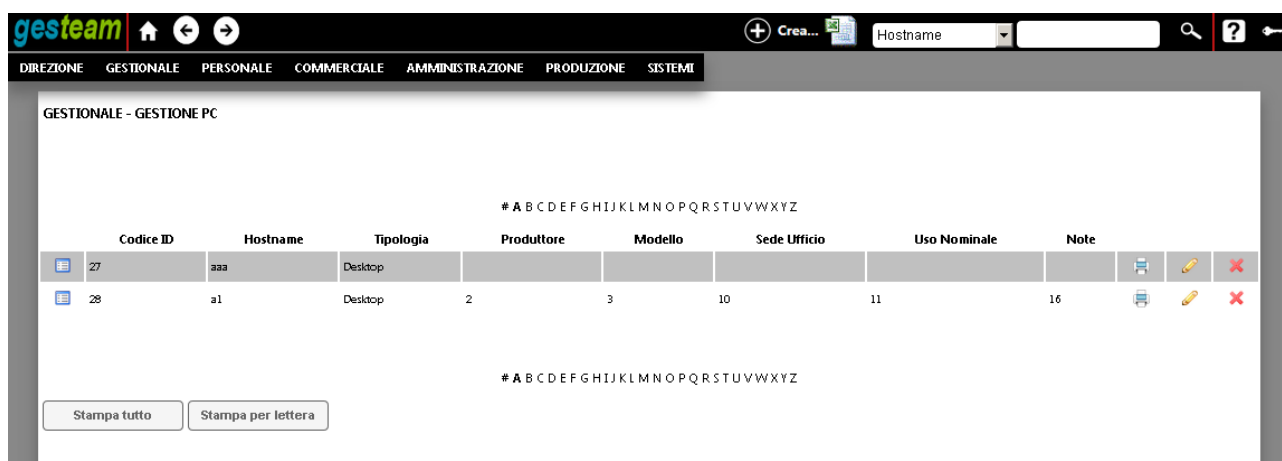 gesteam Crea... Hostname ?
DIREZIONE GESTIONALE PERSONALE COMMERCIALE AMMINISTRAZIONE PRODUZIONE SISTEMI
GESTIONALE - GESTIONE PC
# A B C D E F G H I J K L M N O P Q R S T U V W X Y Z
Codice ID Hostname Tipologia Produttore Modello Sede Ufficio Uso Nominale Note
27 aaa Desktop
28 a1 Desktop 2 3 10 11 16
# A B C D E F G H I J K L M N O P Q R S T U V W X Y Z
Stampa tutto Stampa per lettera